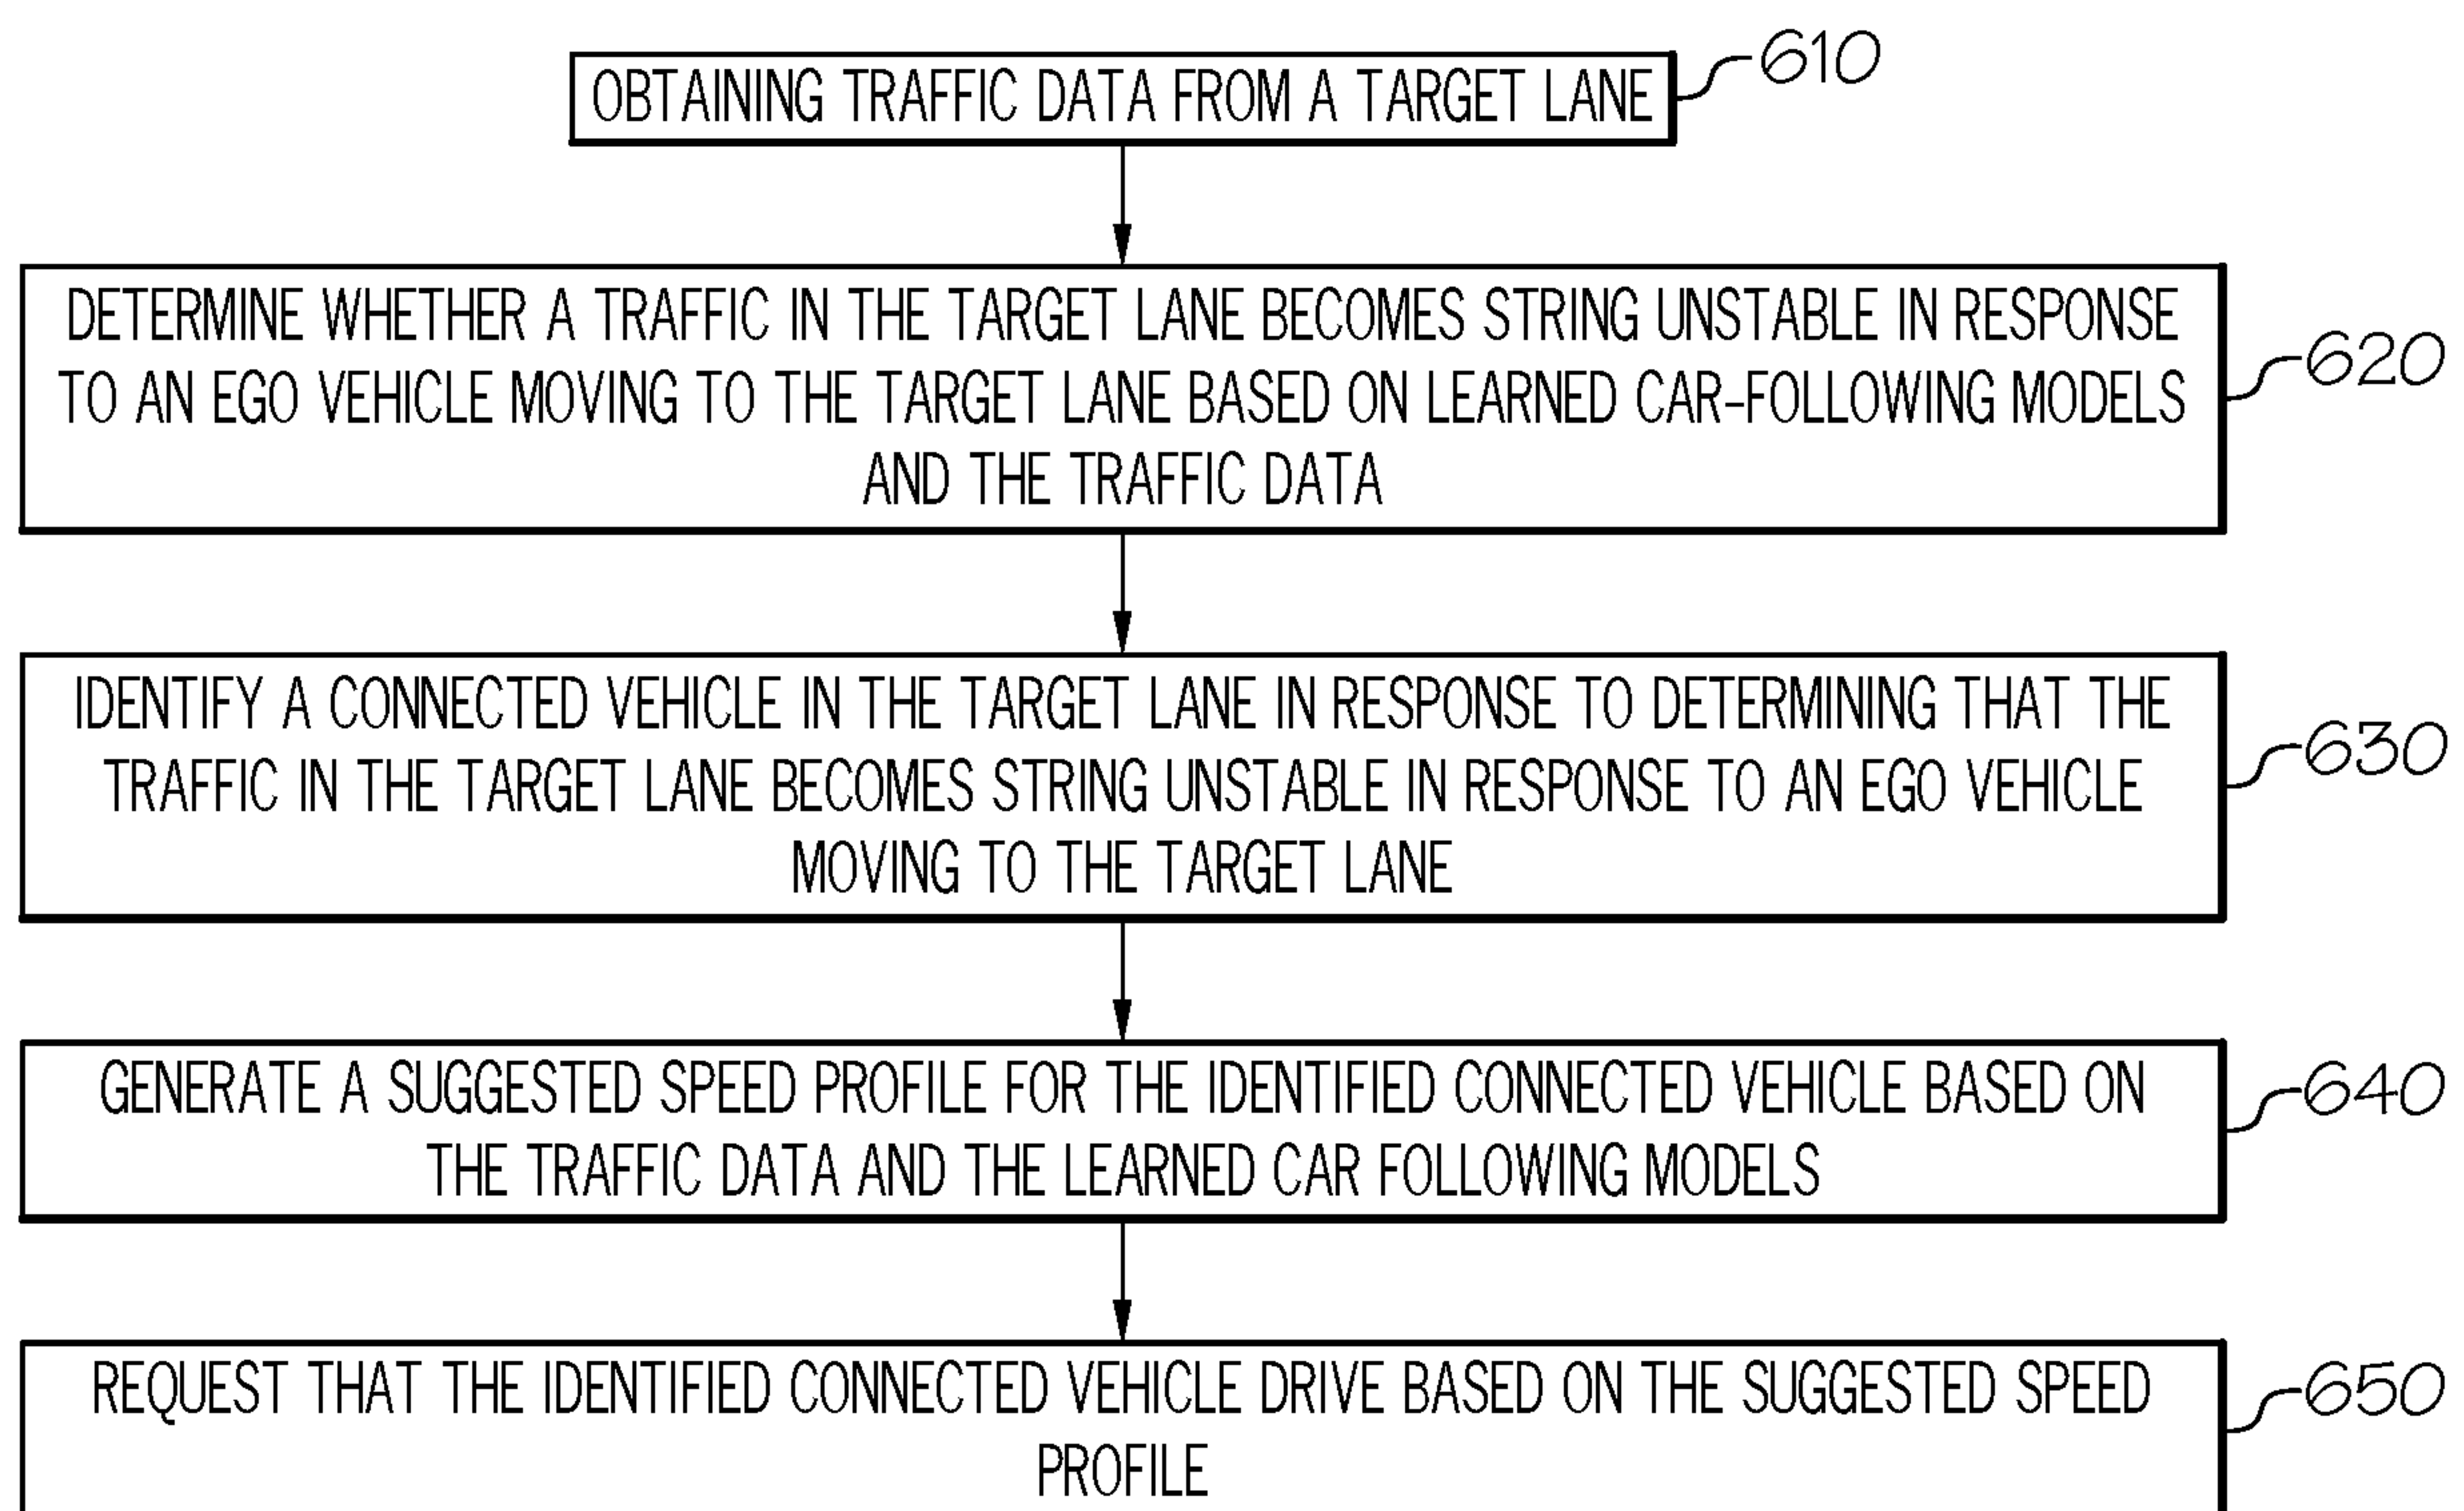 OBTAINING TRAFFIC DATA FROM A TARGET LANE
610
DETERMINE WHETHER A TRAFFIC IN THE TARGET LANE BECOMES STRING UNSTABLE IN RESPONSE
TO AN EGO VEHICLE MOVING TO THE TARGET LANE BASED ON LEARNED CAR-FOLLOWING MODELS
AND THE TRAFFIC DATA
620
IDENTIFY A CONNECTED VEHICLE IN THE TARGET LANE IN RESPONSE TO DETERMINING THAT THE
TRAFFIC IN THE TARGET LANE BECOMES STRING UNSTABLE IN RESPONSE TO AN EGO VEHICLE
MOVING TO THE TARGET LANE
630
GENERATE A SUGGESTED SPEED PROFILE FOR THE IDENTIFIED CONNECTED VEHICLE BASED ON
THE TRAFFIC DATA AND THE LEARNED CAR FOLLOWING MODELS
640
REQUEST THAT THE IDENTIFIED CONNECTED VEHICLE DRIVE BASED ON THE SUGGESTED SPEED
PROFILE
650